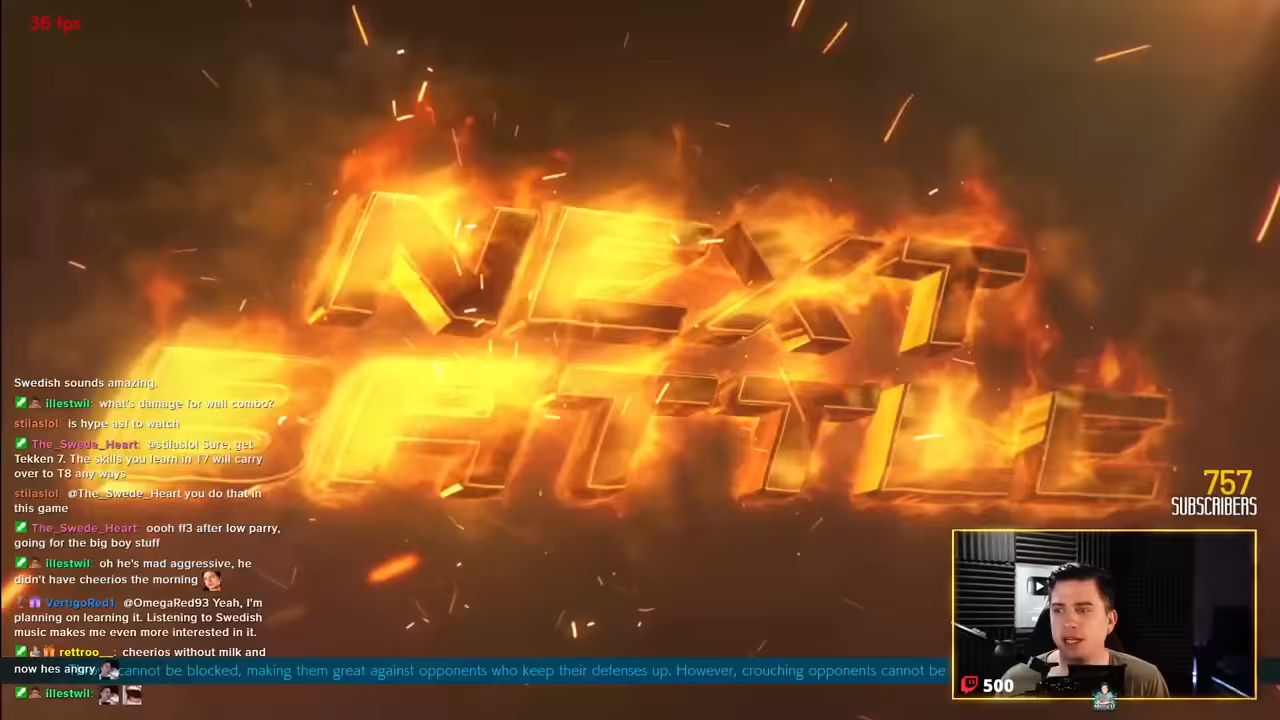 36 fps
NEXT
BATTLE
Swedish sounds amazing.
illestwil: what's damage for wall combo?
stilaslol: is hype asf to watch
The_Swede_Heart: @stilaslol Sure, get
Tekken 7. The skills you learn in T7 will carry
over to T8 any ways
stilaslol: @The_Swede_Heart you do that in
this game
The_Swede_Heart: oooh ff3 after low parry,
going for the big boy stuff
illestwil: oh he's mad aggressive, he
didn't have cheerios the morning
VertigoRed1: @OmegaRed93 Yeah, I'm
planning on learning it. Listening to Swedish
music makes me even more interested in it.
rettroo__: cheerios without milk and
now hes angry
cannot be blocked, making them great against opponents who keep their defenses up. However, crouching opponents cannot be
illestwil:
757
SUBSCRIBERS
500